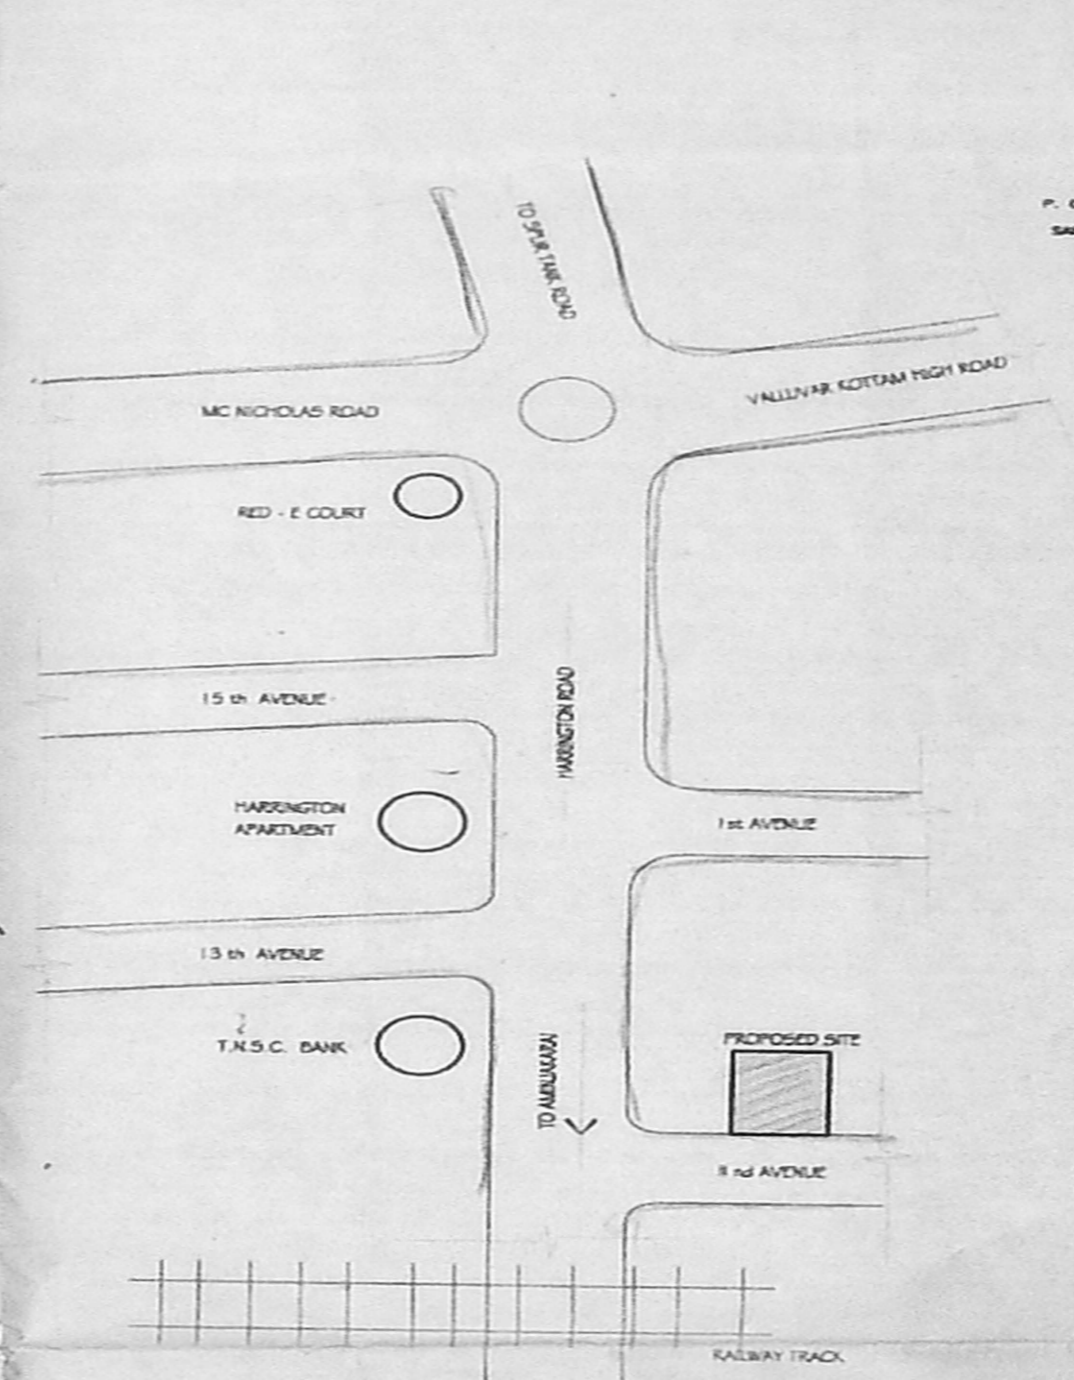 TO SPUR TANK ROAD
P.
MC NICHOLAS ROAD
VALLUVAR KOTTAM HIGH ROAD
RED - E COURT
15 th AVENUE
HARRINGTON ROAD
HARRINGTON
APARTMENT
1st AVENUE
13 th AVENUE
T.N.S.C. BANK
TO AMINJAKARAI
PROPOSED SITE
II nd AVENUE
RAILWAY TRACK